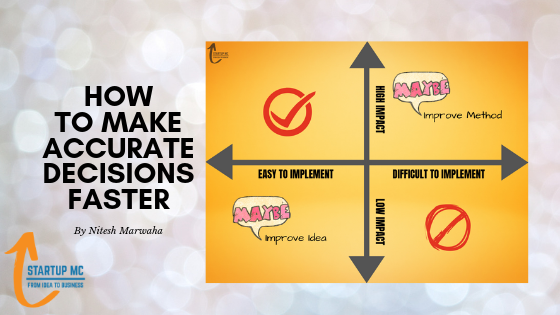 HOW
TO MAKE
ACCURATE
DECISIONS
FASTER
By Nitesh Marwaha
STARTUP MC
FROM IDEA TO BUSINESS
HIGH IMPACT
MAYBE
Improve Method
EASY TO IMPLEMENT
DIFFICULT TO IMPLEMENT
MAYBE
Improve Idea
LOW IMPACT